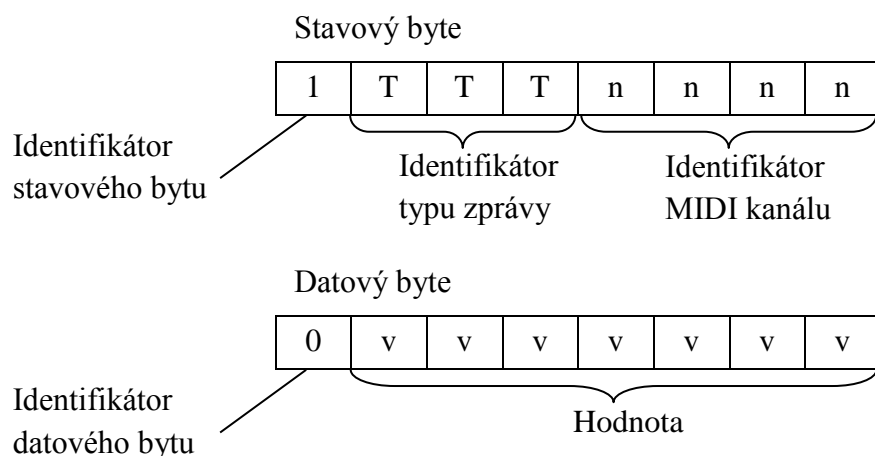 Stavový byte
1 T T T n n n n
Identifikátor
stavového bytu
Identifikátor
typu zprávy
Identifikátor
MIDI kanálu
Datový byte
0 v v v v v v v
Identifikátor
datového bytu
Hodnota